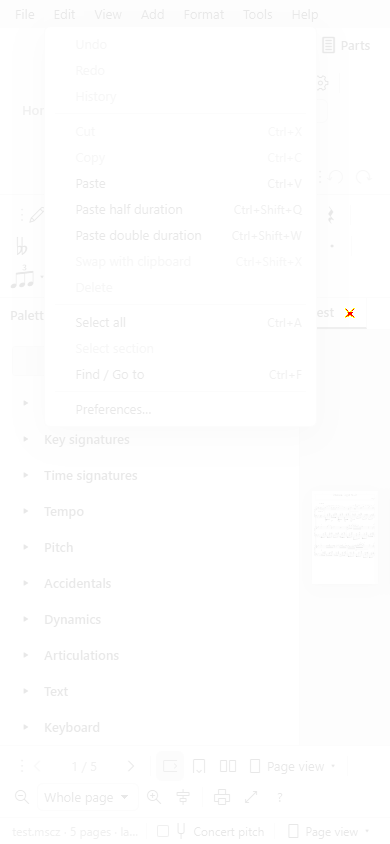 File Edit View Add Format Tools Help
Undo
Parts
Redo
History
Cut Ctrl+X
Copy Ctrl+C
Paste Ctrl+V
Paste half duration Ctrl+Shift+Q
Paste double duration Ctrl+Shift+W
Swap with clipboard Ctrl+Shift+X
Delete
Select all Ctrl+A
Select section
Find / Go to Ctrl+F
Preferences...
Key signatures
Time signatures
Tempo
Pitch
Accidentals
Dynamics
Articulations
Text
Keyboard
1 / 5 Page view
Whole page ?
test.mscz - 5 pages - la... Concert pitch Page view